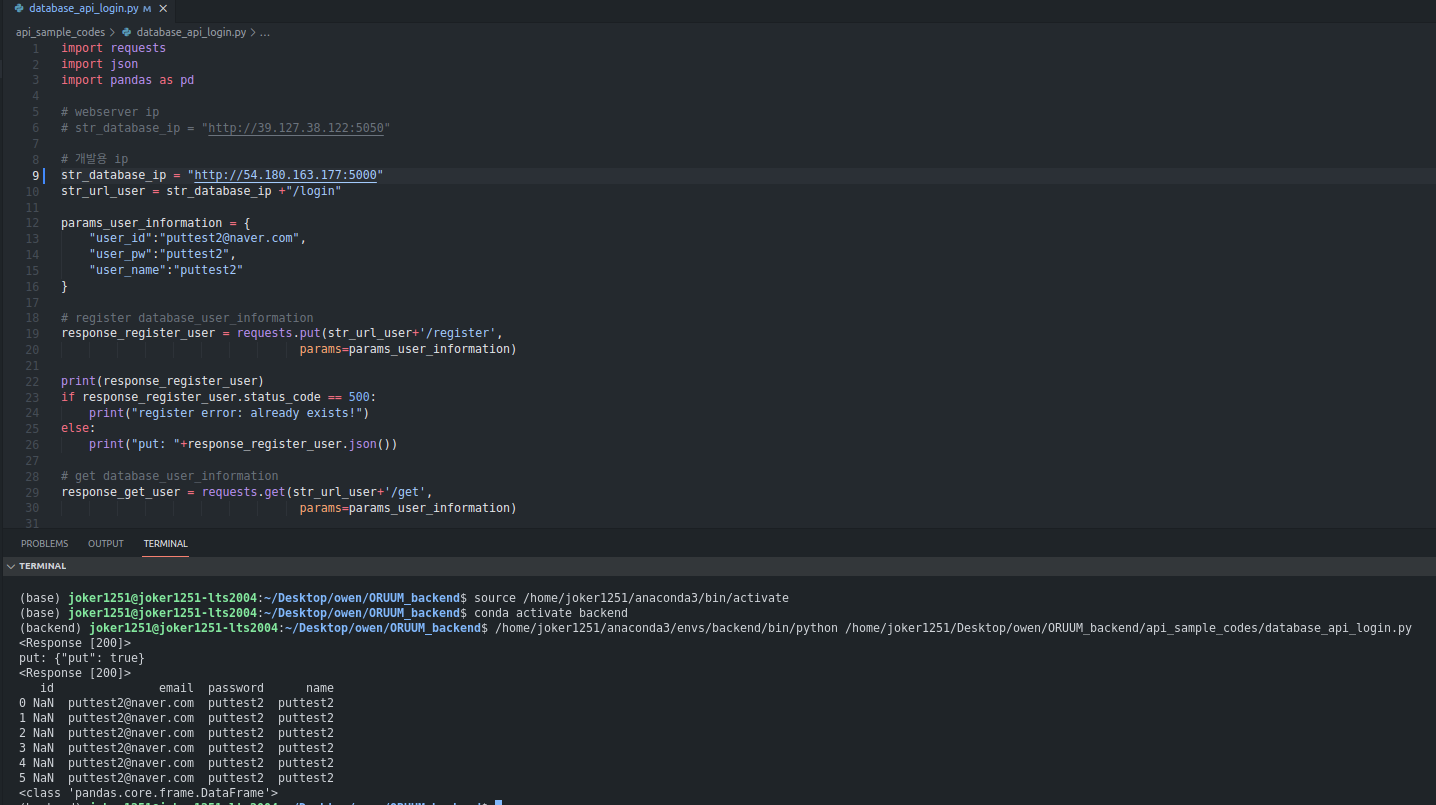 database_api_login.py M ×
api_sample_codes > database_api_login.py > ...
1 import requests
2 import json
3 import pandas as pd
4
5 # webserver ip
6 # str_database_ip = "http://39.127.38.122:5050"
7
8 # 개발용 ip
9 str_database_ip = "http://54.180.163.177:5000"
10 str_url_user = str_database_ip +"/login"
11
12 params_user_information = {
13     "user_id":"puttest2@naver.com",
14     "user_pw":"puttest2",
15     "user_name":"puttest2"
16 }
17
18 # register database_user_information
19 response_register_user = requests.put(str_url_user+'/register',
20                                   params=params_user_information)
21
22 print(response_register_user)
23 if response_register_user.status_code == 500:
24     print("register error: already exists!")
25 else:
26     print("put: "+response_register_user.json())
27
28 # get database_user_information
29 response_get_user = requests.get(str_url_user+'/get',
30                                   params=params_user_information)
31
PROBLEMS OUTPUT TERMINAL
TERMINAL
(base) joker1251@joker1251-lts2004:~/Desktop/owen/ORUUM_backend$ source /home/joker1251/anaconda3/bin/activate
(base) joker1251@joker1251-lts2004:~/Desktop/owen/ORUUM_backend$ conda activate backend
(backend) joker1251@joker1251-lts2004:~/Desktop/owen/ORUUM_backend$ /home/joker1251/anaconda3/envs/backend/bin/python /home/joker1251/Desktop/owen/ORUUM_backend/api_sample_codes/database_api_login.py
<Response [200]>
put: {"put": true}
<Response [200]>
   id               email  password      name
0 NaN  puttest2@naver.com  puttest2  puttest2
1 NaN  puttest2@naver.com  puttest2  puttest2
2 NaN  puttest2@naver.com  puttest2  puttest2
3 NaN  puttest2@naver.com  puttest2  puttest2
4 NaN  puttest2@naver.com  puttest2  puttest2
5 NaN  puttest2@naver.com  puttest2  puttest2
<class 'pandas.core.frame.DataFrame'>
(backend) joker1251@joker1251-lts2004:~/Desktop/owen/ORUUM_backend$